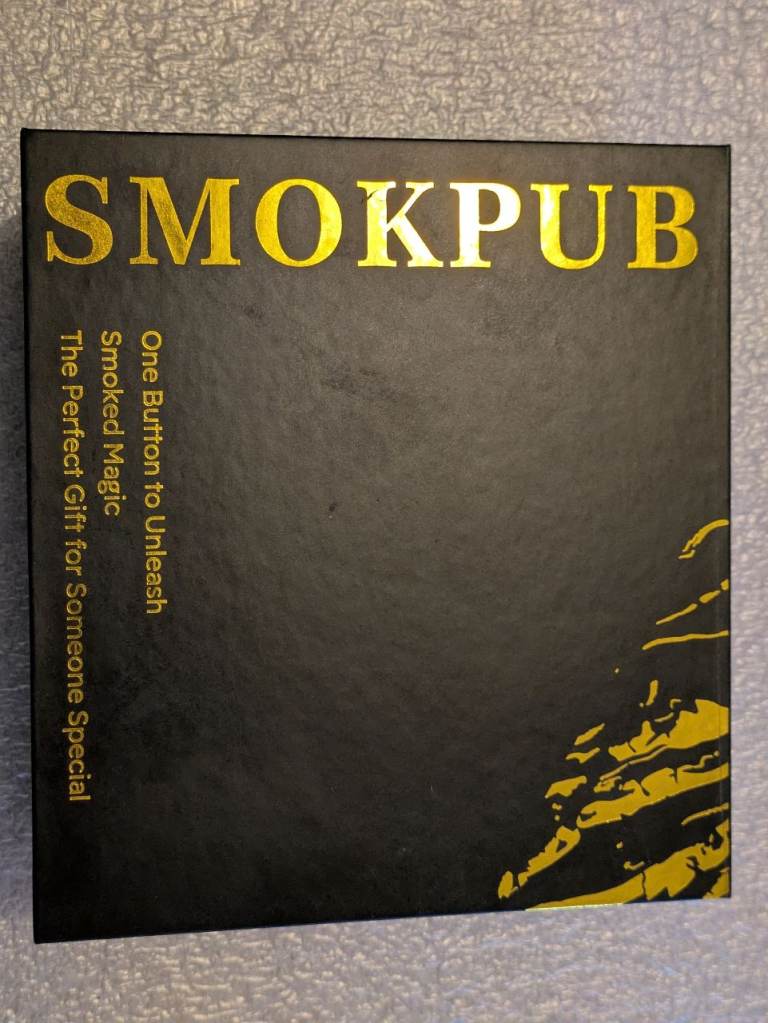 SMOKPUB
One Button to Unleash
Smoked Magic
The Perfect Gift for Someone Special